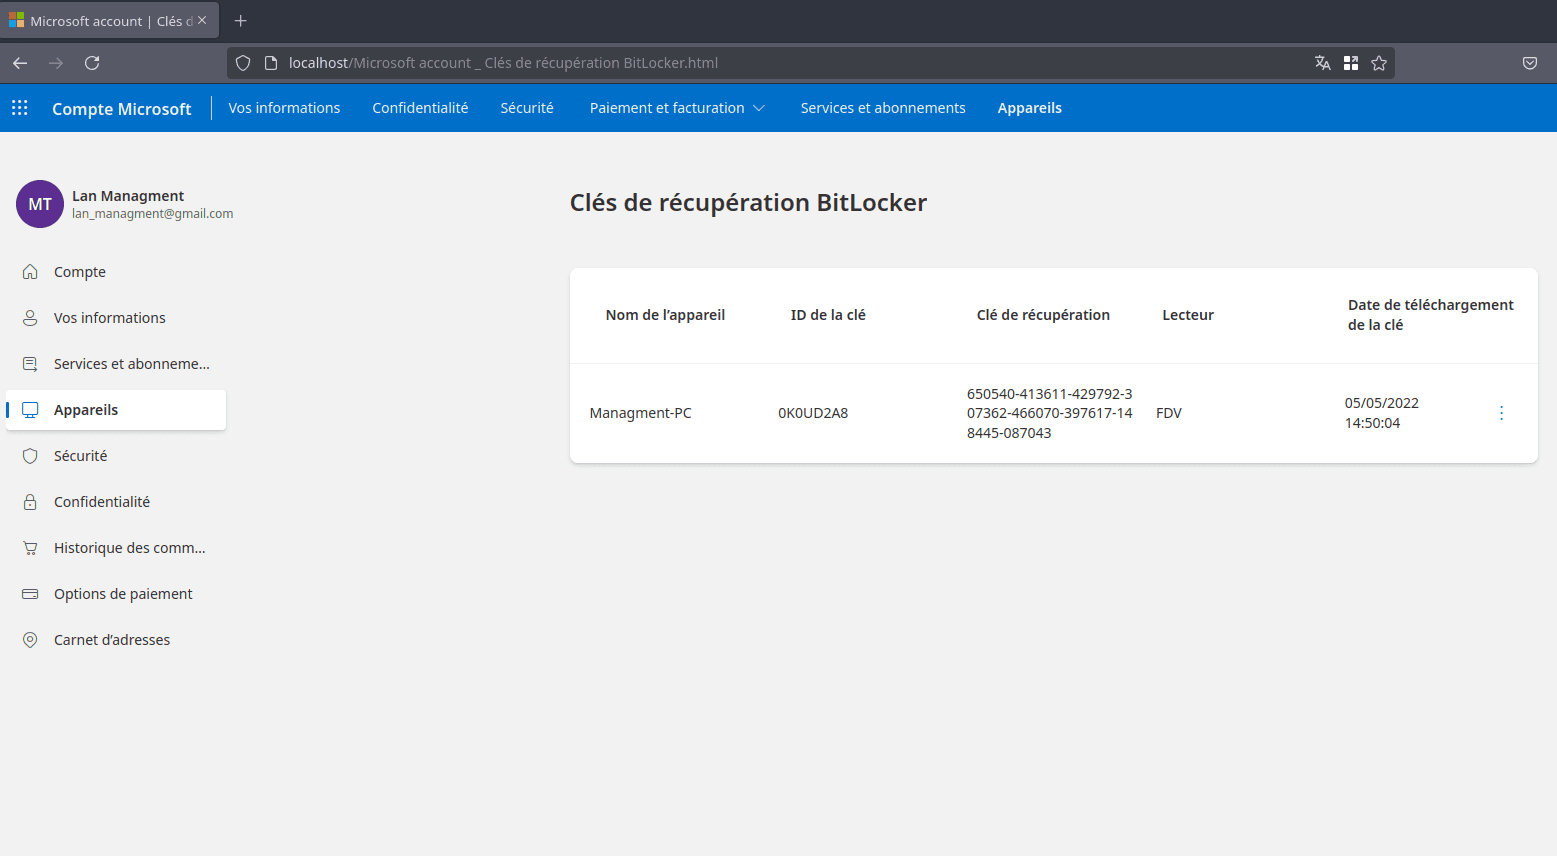 Microsoft account | Clés d
localhost/Microsoft account _ Clés de récupération BitLocker.html
Compte Microsoft
Vos informations
Confidentialité
Sécurité
Paiement et facturation
Services et abonnements
Appareils
MT
Lan Managment
lan_managment@gmail.com
Compte
Vos informations
Services et abonneme...
Appareils
Sécurité
Confidentialité
Historique des comm...
Options de paiement
Carnet d’adresses
Clés de récupération BitLocker
Nom de l’appareil
ID de la clé
Clé de récupération
Lecteur
Date de téléchargement
de la clé
Managment-PC
0K0UD2A8
650540-413611-429792-3
07362-466070-397617-14
8445-087043
FDV
05/05/2022
14:50:04